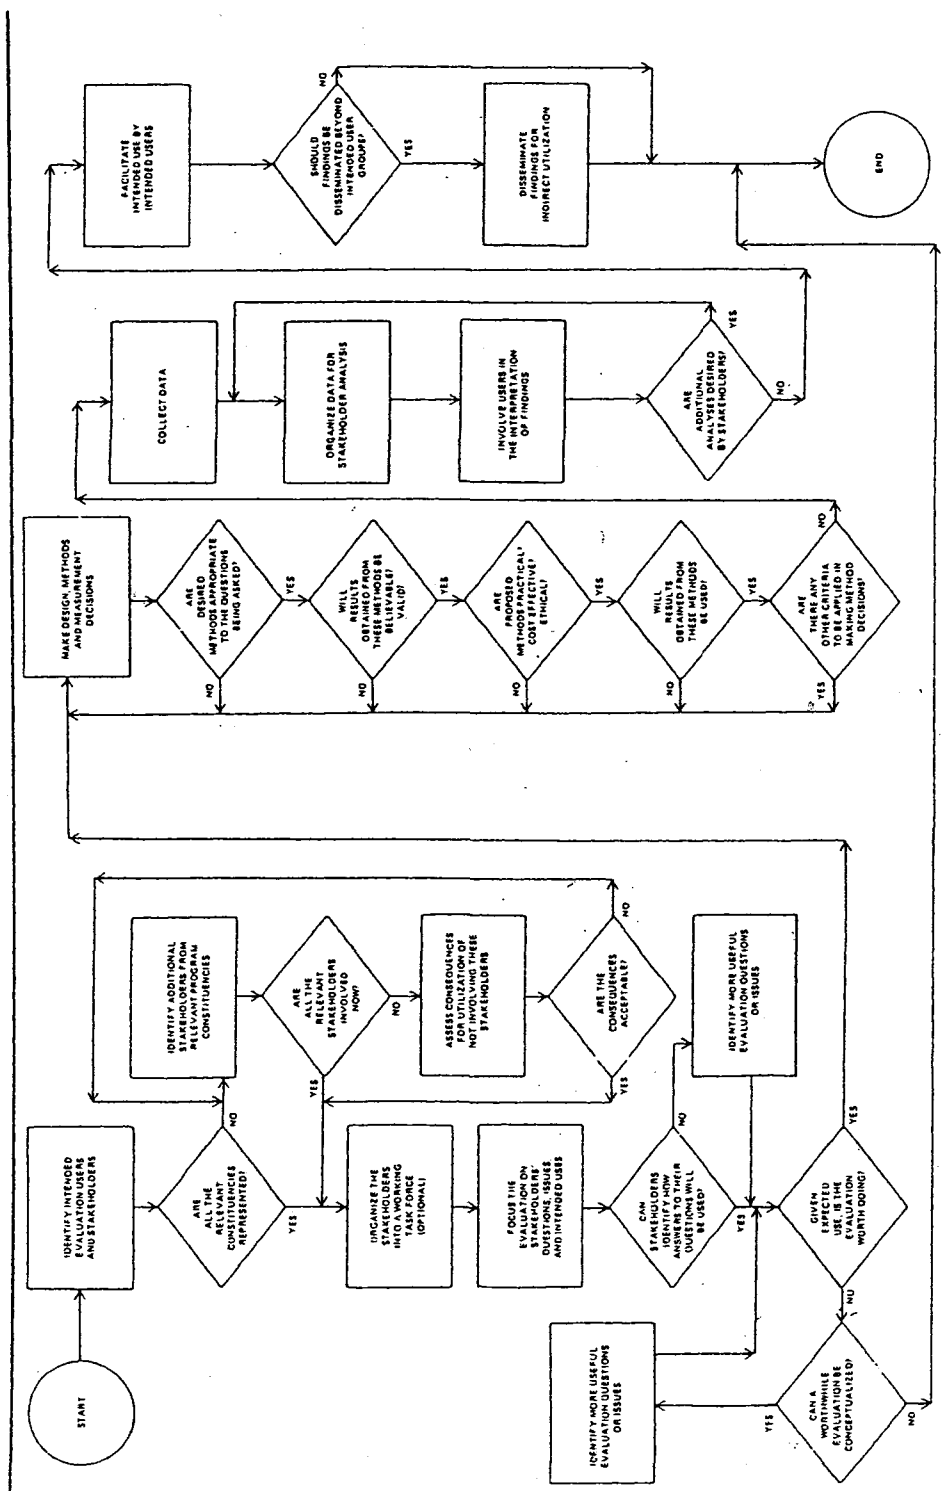 START
IDENTIFY INTENDED
EVALUATION USERS
AND STAKEHOLDERS
ARE
ALL THE
RELEVANT
CONSTITUENCIES
REPRESENTED?
NO
YES
IDENTIFY ADDITIONAL
STAKEHOLDERS FROM
RELEVANT PROGRAM
CONSTITUENCIES
ARE
ALL THE
RELEVANT
STAKEHOLDERS
INVOLVED
NOW?
YES
NO
ASSESS CONSEQUENCES
FOR UTILIZATION OF
NOT INVOLVING THESE
STAKEHOLDERS
ARE THE
CONSEQUENCES
ACCEPTABLE?
YES
NO
ORGANIZE THE
STAKEHOLDERS
INTO A WORKING
TASK FORCE
(OPTIONAL)
FOCUS THE
EVALUATION ON
STAKEHOLDERS'
QUESTIONS, ISSUES
AND INTENDED USES
CAN
STAKEHOLDERS
IDENTIFY HOW
ANSWERS TO THEIR
QUESTIONS WILL
BE USED?
NO
YES
IDENTIFY MORE USEFUL
EVALUATION QUESTIONS
OR ISSUES
GIVEN
EXPECTED
USE, IS THE
EVALUATION
WORTH DOING?
NO
YES
CAN A
WORTHWHILE
EVALUATION BE
CONCEPTUALIZED?
YES
NO
IDENTIFY MORE USEFUL
EVALUATION QUESTIONS
OR ISSUES
MAKE DESIGN, METHODS
AND MEASUREMENT
DECISIONS
ARE
DESIRED
METHODS APPROPRIATE
TO THE QUESTIONS
BEING ASKED?
NO
YES
WILL
RESULTS
OBTAINED FROM
THESE METHODS BE
BELIEVABLE?
VALID?
NO
YES
ARE
PROPOSED
METHODS PRACTICAL?
COST EFFECTIVE?
ETHICAL?
NO
YES
WILL
RESULTS
OBTAINED FROM
THESE METHODS
BE USED?
NO
YES
ARE
THERE ANY
OTHER CRITERIA
TO BE APPLIED IN
MAKING METHOD
DECISIONS?
YES
NO
COLLECT DATA
ORGANIZE DATA FOR
STAKEHOLDER ANALYSIS
INVOLVE USERS IN
THE INTERPRETATION
OF FINDINGS
ARE
ADDITIONAL
ANALYSES DESIRED
BY STAKEHOLDERS?
YES
NO
FACILITATE
INTENDED USE BY
INTENDED USERS
SHOULD
FINDINGS BE
DISSEMINATED BEYOND
INTENDED USER
GROUPE?
NO
YES
DISSEMINATE
FINDINGS FOR
INDIRECT UTILIZATION
END